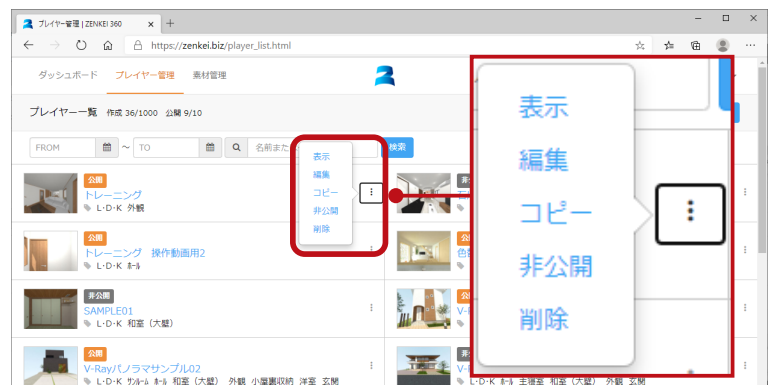 プレイヤー管理 | ZENKEI 360
https://zenkei.biz/player_list.html
ダッシュボード プレイヤー管理 素材管理
プレイヤー一覧 作成 36/1000 公開 9/10
FROM ～ TO 名前また 検索
表示
編集
コピー
非公開
削除
公開
トレーニング
L・D・K 外観
公開
トレーニング 操作動画用2
L・D・K ホール
非公開
SAMPLE01
L・D・K 和室（大壁）
公開
V-Rayパノラマサンプル02
L・D・K サンルーム ホール 和室（大壁） 外観 小屋裏収納 洋室 玄関
L・D・K ホール 主寝室 和室（大壁） 外観 玄関
表示
編集
コピー
非公開
削除